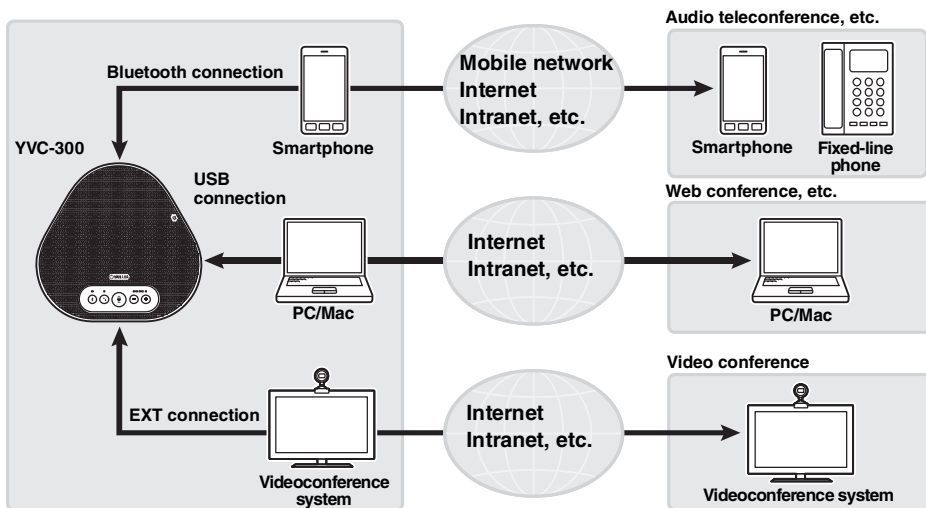 Audio teleconference, etc.
Bluetooth connection
Mobile network
Internet
Intranet, etc.
YVC-300
Smartphone
Smartphone
Fixed-line
phone
USB
connection
Web conference, etc.
Internet
Intranet, etc.
YAMAHA
PC/Mac
PC/Mac
Video conference
EXT connection
Internet
Intranet, etc.
Videoconference
system
Videoconference system